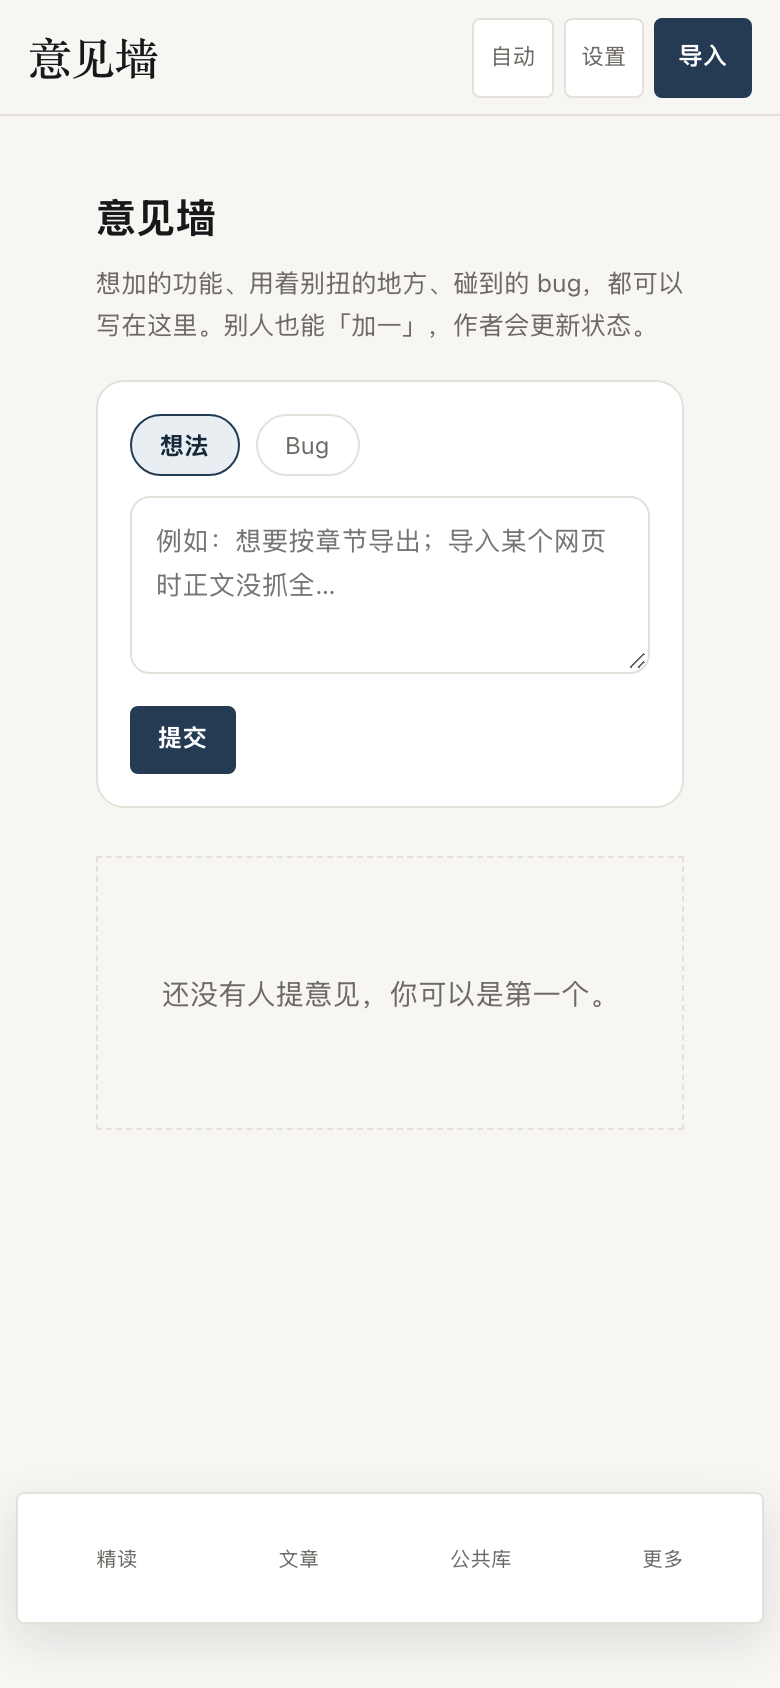 意见墙
自动
设置
导入
意见墙
想加的功能、用着别扭的地方、碰到的 bug，都可以
写在这里。别人也能「加一」，作者会更新状态。
想法
Bug
例如：想要按章节导出；导入某个网页
时正文没抓全…
提交
还没有人提意见，你可以是第一个。
精读
文章
公共库
更多